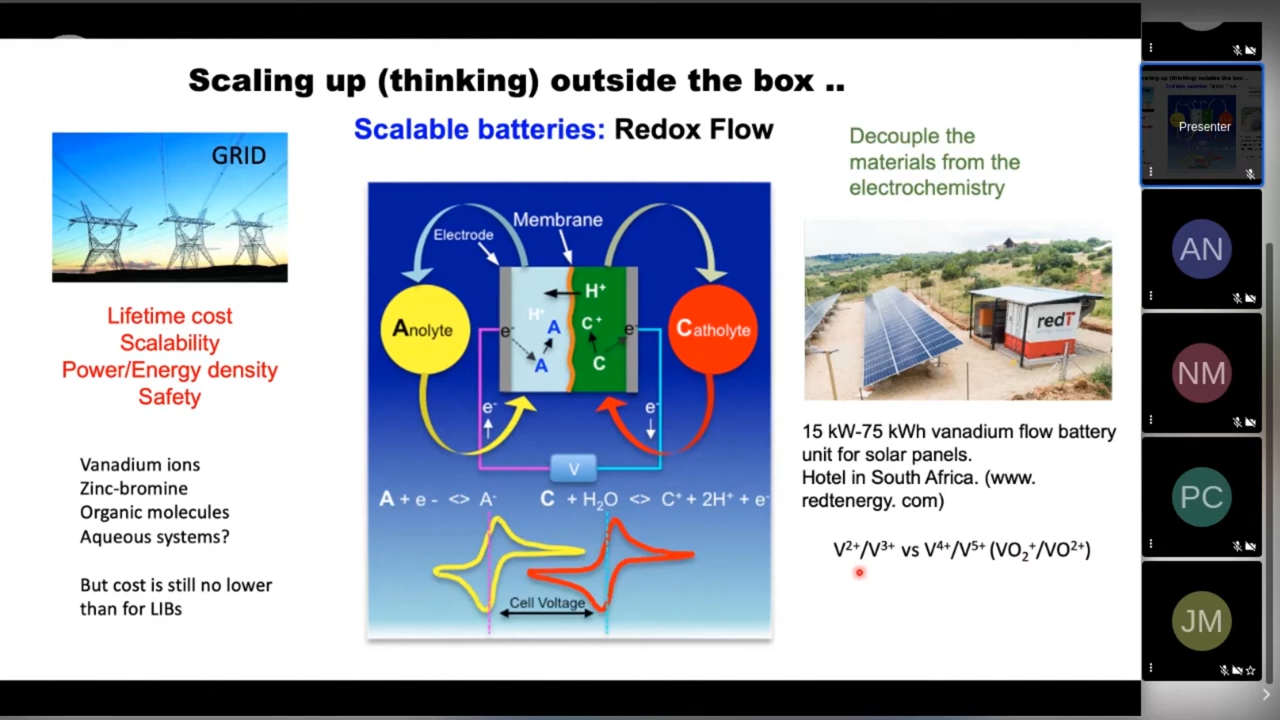 Scaling up (thinking) outside the box ..
Scalable batteries: Redox Flow
GRID
Lifetime cost
Scalability
Power/Energy density
Safety
Vanadium ions
Zinc-bromine
Organic molecules
Aqueous systems?
But cost is still no lower
than for LIBs
Membrane
Electrode
Anolyte
Catholyte
H⁺
H⁺
A
A
C⁺
C
e⁻
e⁻
e⁻
e⁻
V
A + e - <> A⁻
C + H₂O <> C⁺ + 2H⁺ + e⁻
Cell Voltage
Decouple the
materials from the
electrochemistry
redT
15 kW-75 kWh vanadium flow battery
unit for solar panels.
Hotel in South Africa. (www.
redtenergy. com)
V²⁺/V³⁺ vs V⁴⁺/V⁵⁺ (VO₂⁺/VO²⁺)
Presenter
AN
NM
PC
JM